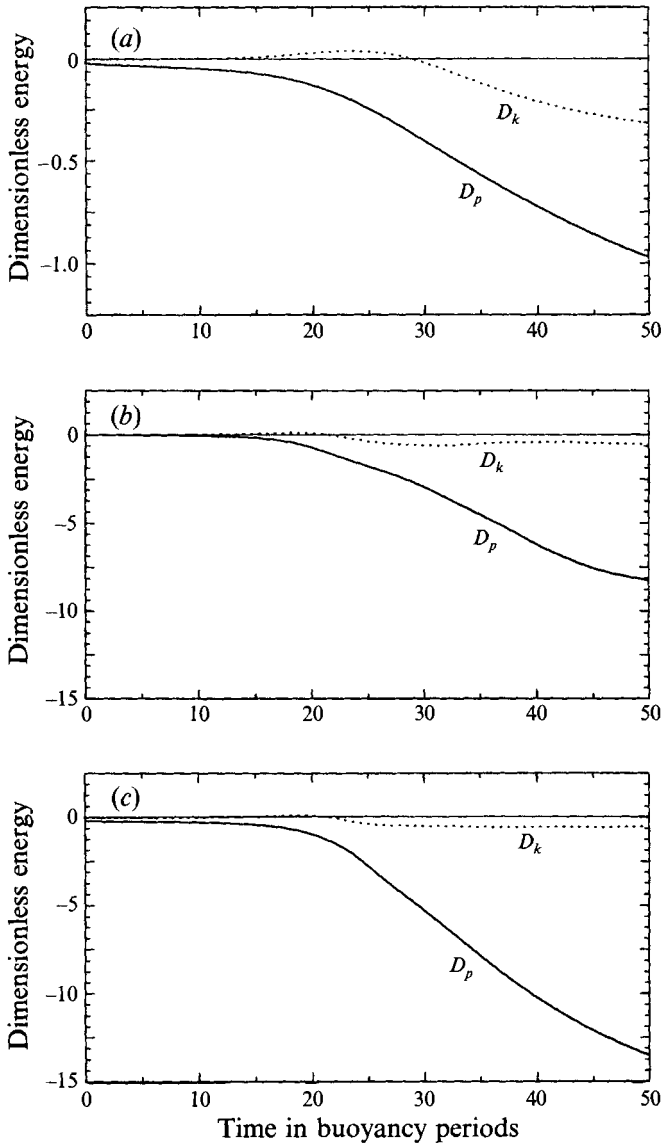 (a)
0
−0.5
−1.0
Dimensionless energy
D_k
D_p
0 10 20 30 40 50
(b)
0
−5
−10
−15
Dimensionless energy
D_k
D_p
0 10 20 30 40 50
(c)
0
−5
−10
−15
Dimensionless energy
D_k
D_p
0 10 20 30 40 50
Time in buoyancy periods